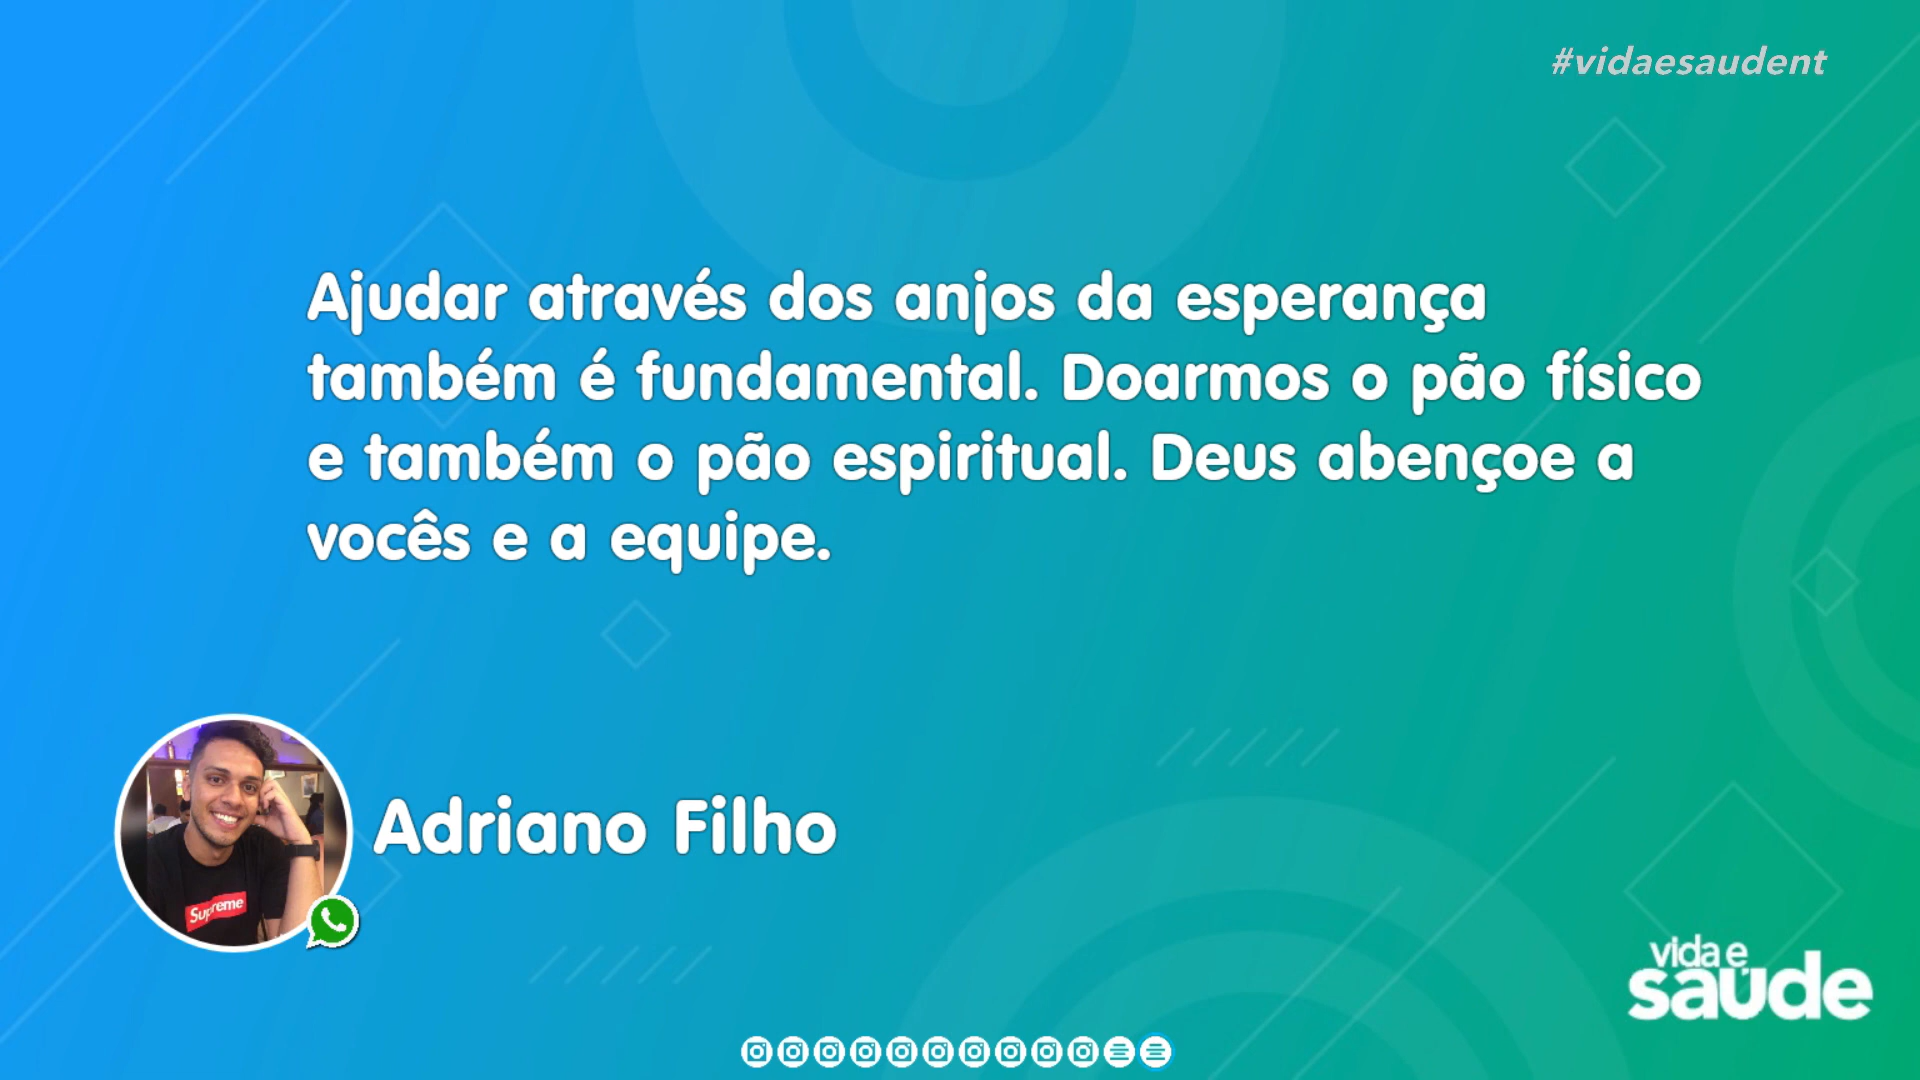 #vidaesaudent
Ajudar através dos anjos da esperança
também é fundamental. Doarmos o pão físico
e também o pão espiritual. Deus abençoe a
vocês e a equipe.
Adriano Filho
Supreme
vida e
saúde